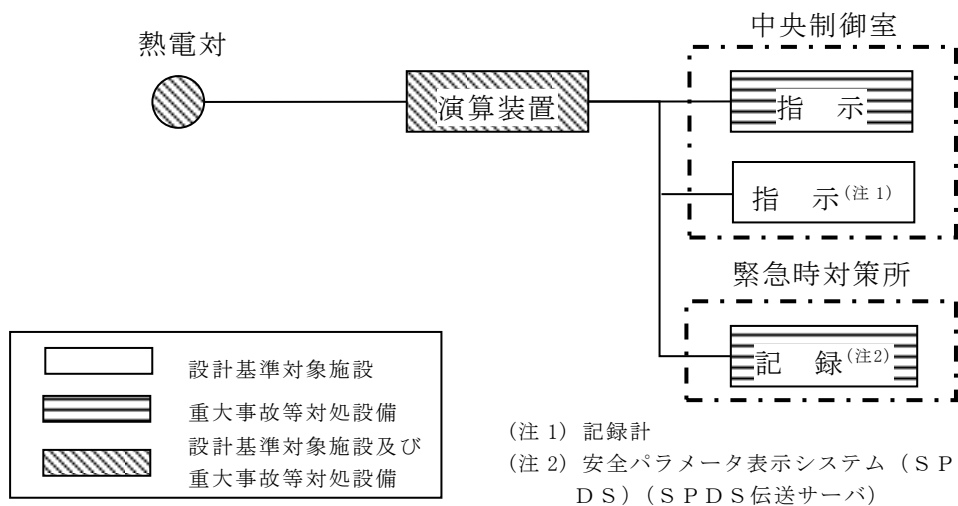 中央制御室
熱電対
演算装置
指　示
指　示(注1)
緊急時対策所
記　録(注2)
設計基準対象施設
重大事故等対処設備
設計基準対象施設及び
重大事故等対処設備
(注 1) 記録計
(注 2) 安全パラメータ表示システム（ＳＰ
ＤＳ）（ＳＰＤＳ伝送サーバ）